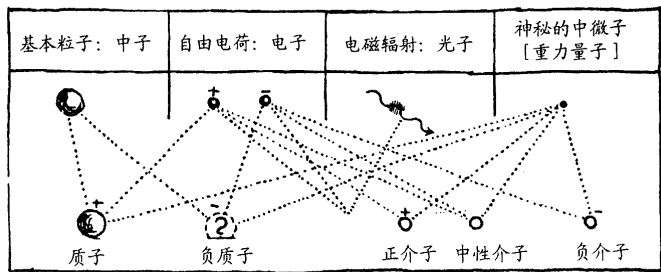 基本粒子：中子
自由电荷：电子
电磁辐射：光子
神秘的中微子
[重力量子]
+
-
+
-
?
+
-
质子
负质子
正介子
中性介子
负介子